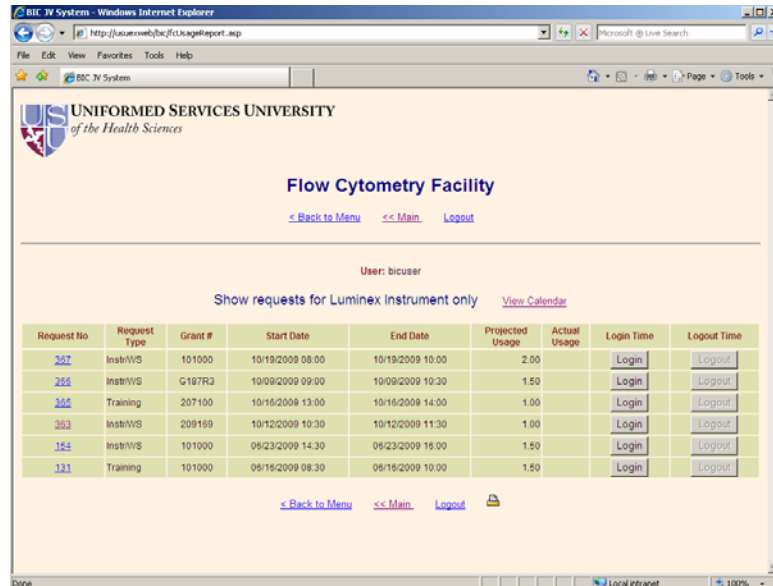 BIC JV System - Windows Internet Explorer
http://usuexweb/bic/fcUsageReport.asp
Microsoft @ Live Search
File Edit View Favorites Tools Help
BIC JV System
Page Tools
UNIFORMED SERVICES UNIVERSITY
of the Health Sciences
Flow Cytometry Facility
< Back to Menu << Main Logout
User: bicuser
Show requests for Luminex Instrument only View Calendar
Request No Request Type Grant # Start Date End Date Projected Usage Actual Usage Login Time Logout Time
367 Instr/WS 101000 10/19/2009 08:00 10/19/2009 10:00 2.00 Login Logout
366 Instr/WS G187R3 10/09/2009 09:00 10/09/2009 10:30 1.50 Login Logout
365 Training 207100 10/16/2009 13:00 10/16/2009 14:00 1.00 Login Logout
363 Instr/WS 209169 10/12/2009 10:30 10/12/2009 11:30 1.00 Login Logout
164 Instr/WS 101000 06/23/2009 14:30 06/23/2009 16:00 1.50 Login Logout
131 Training 101000 06/16/2009 08:30 06/16/2009 10:00 1.50 Login Logout
< Back to Menu << Main Logout
Done Local intranet 100%